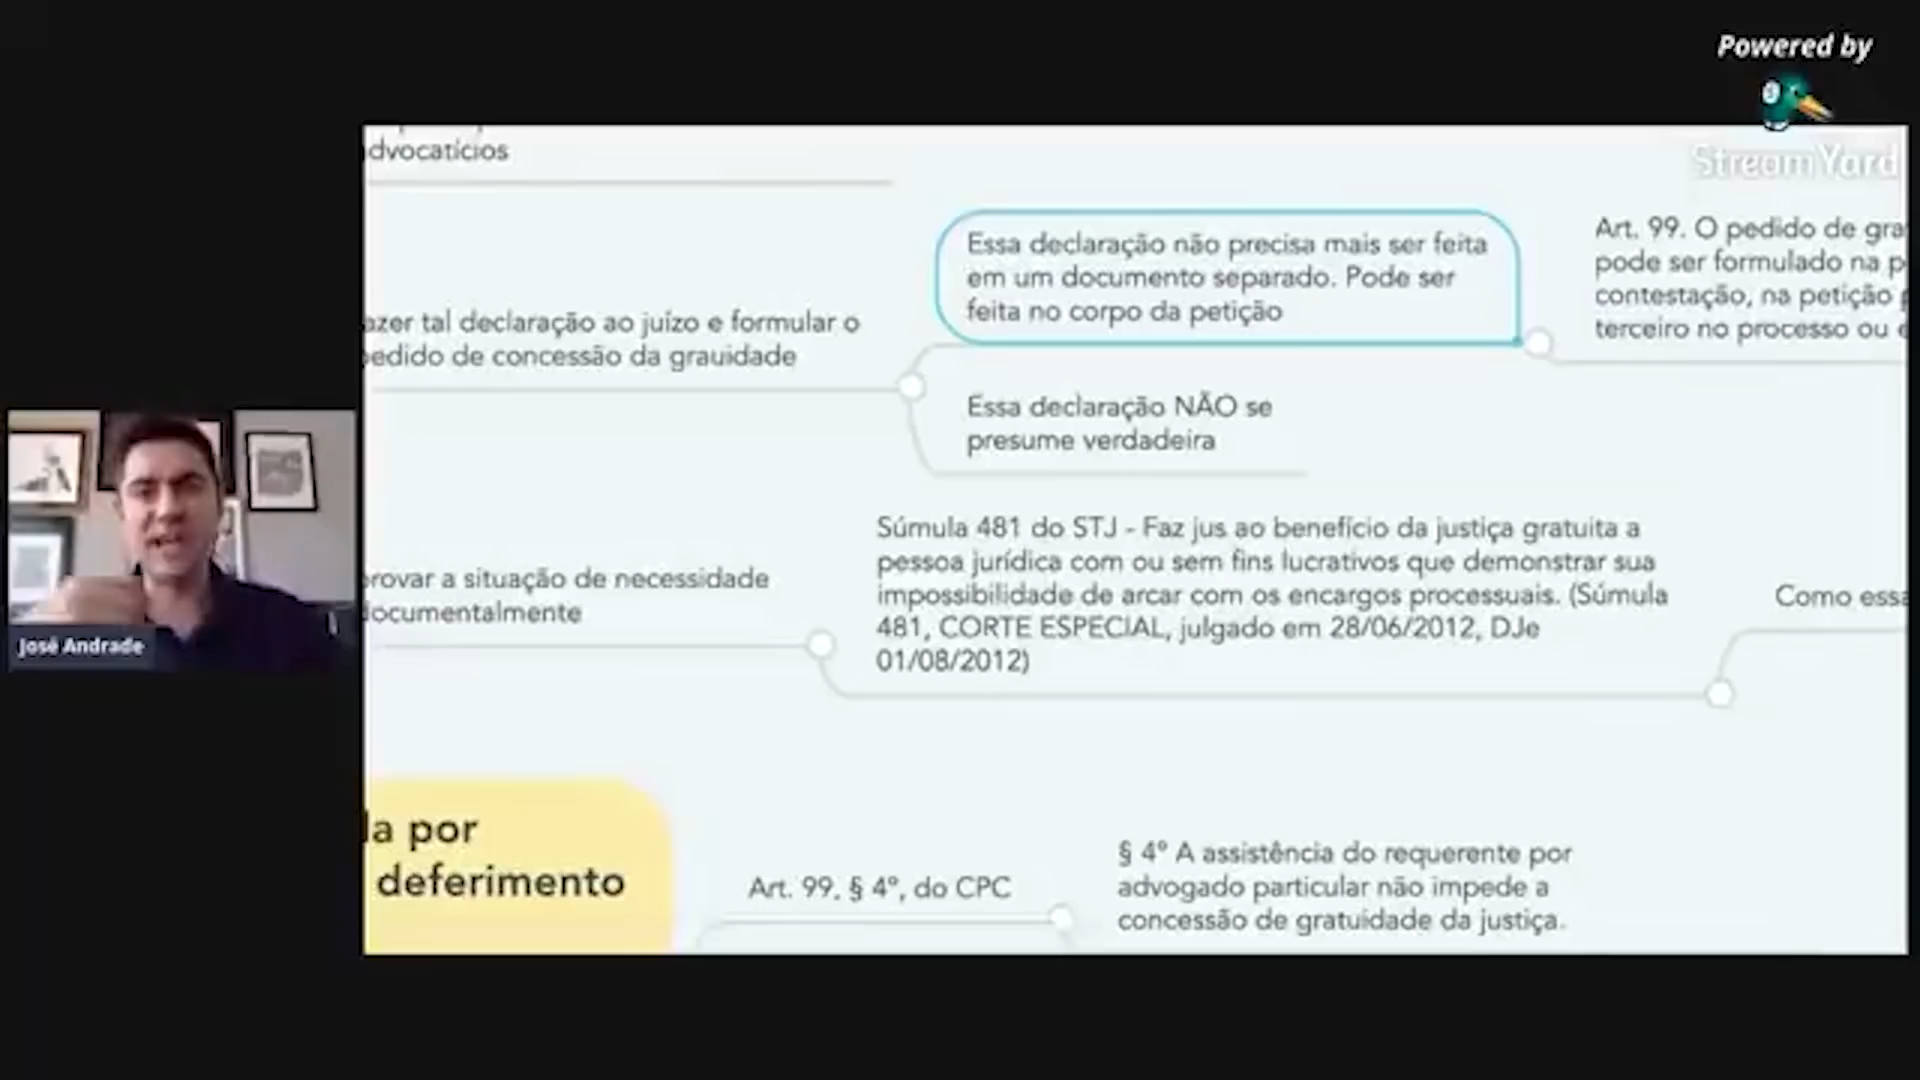 Powered by
StreamYard
dvocatícios
Essa declaração não precisa mais ser feita
em um documento separado. Pode ser
feita no corpo da petição
Art. 99. O pedido de gra
pode ser formulado na p
contestação, na petição
terceiro no processo ou
azer tal declaração ao juízo e formular o
pedido de concessão da grauidade
Essa declaração NÃO se
presume verdadeira
Súmula 481 do STJ - Faz jus ao benefício da justiça gratuita a
pessoa jurídica com ou sem fins lucrativos que demonstrar sua
impossibilidade de arcar com os encargos processuais. (Súmula
481, CORTE ESPECIAL, julgado em 28/06/2012, DJe
01/08/2012)
provar a situação de necessidade
documentalmente
Como essa
José Andrade
la por
deferimento
Art. 99, § 4º, do CPC
§ 4º A assistência do requerente por
advogado particular não impede a
concessão de gratuidade da justiça.